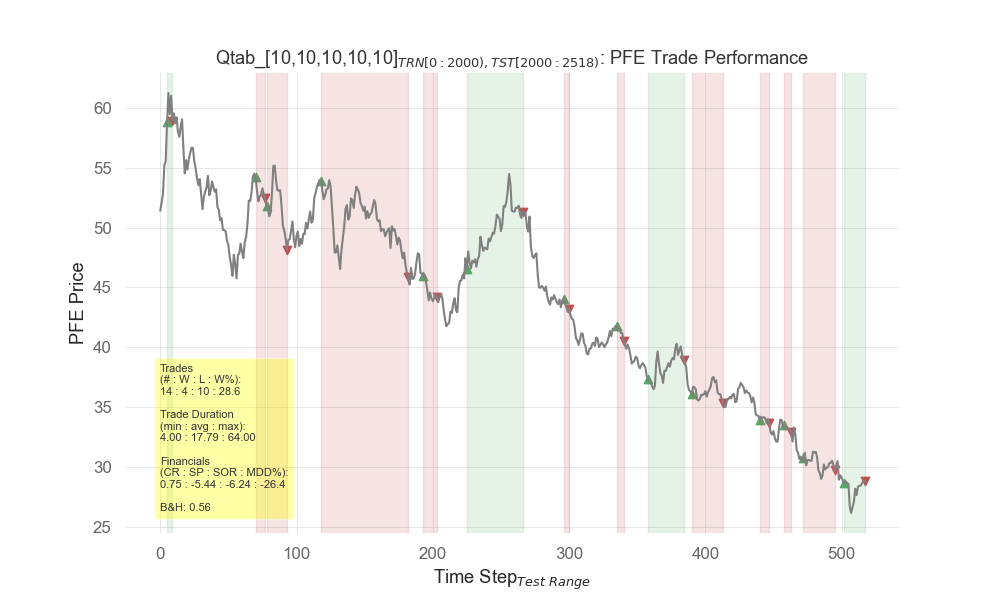 Qtab_[10,10,10,10,10]TRN[0 : 2000), TST[2000 : 2518): PFE Trade Performance
60
55
50
45
40
35
30
25
PFE Price
Trades
(# : W : L : W%):
14 : 4 : 10 : 28.6
Trade Duration
(min : avg : max):
4.00 : 17.79 : 64.00
Financials
(CR : SP : SOR : MDD%):
0.75 : -5.44 : -6.24 : -26.4
B&H: 0.56
0 100 200 300 400 500
Time StepTest Range